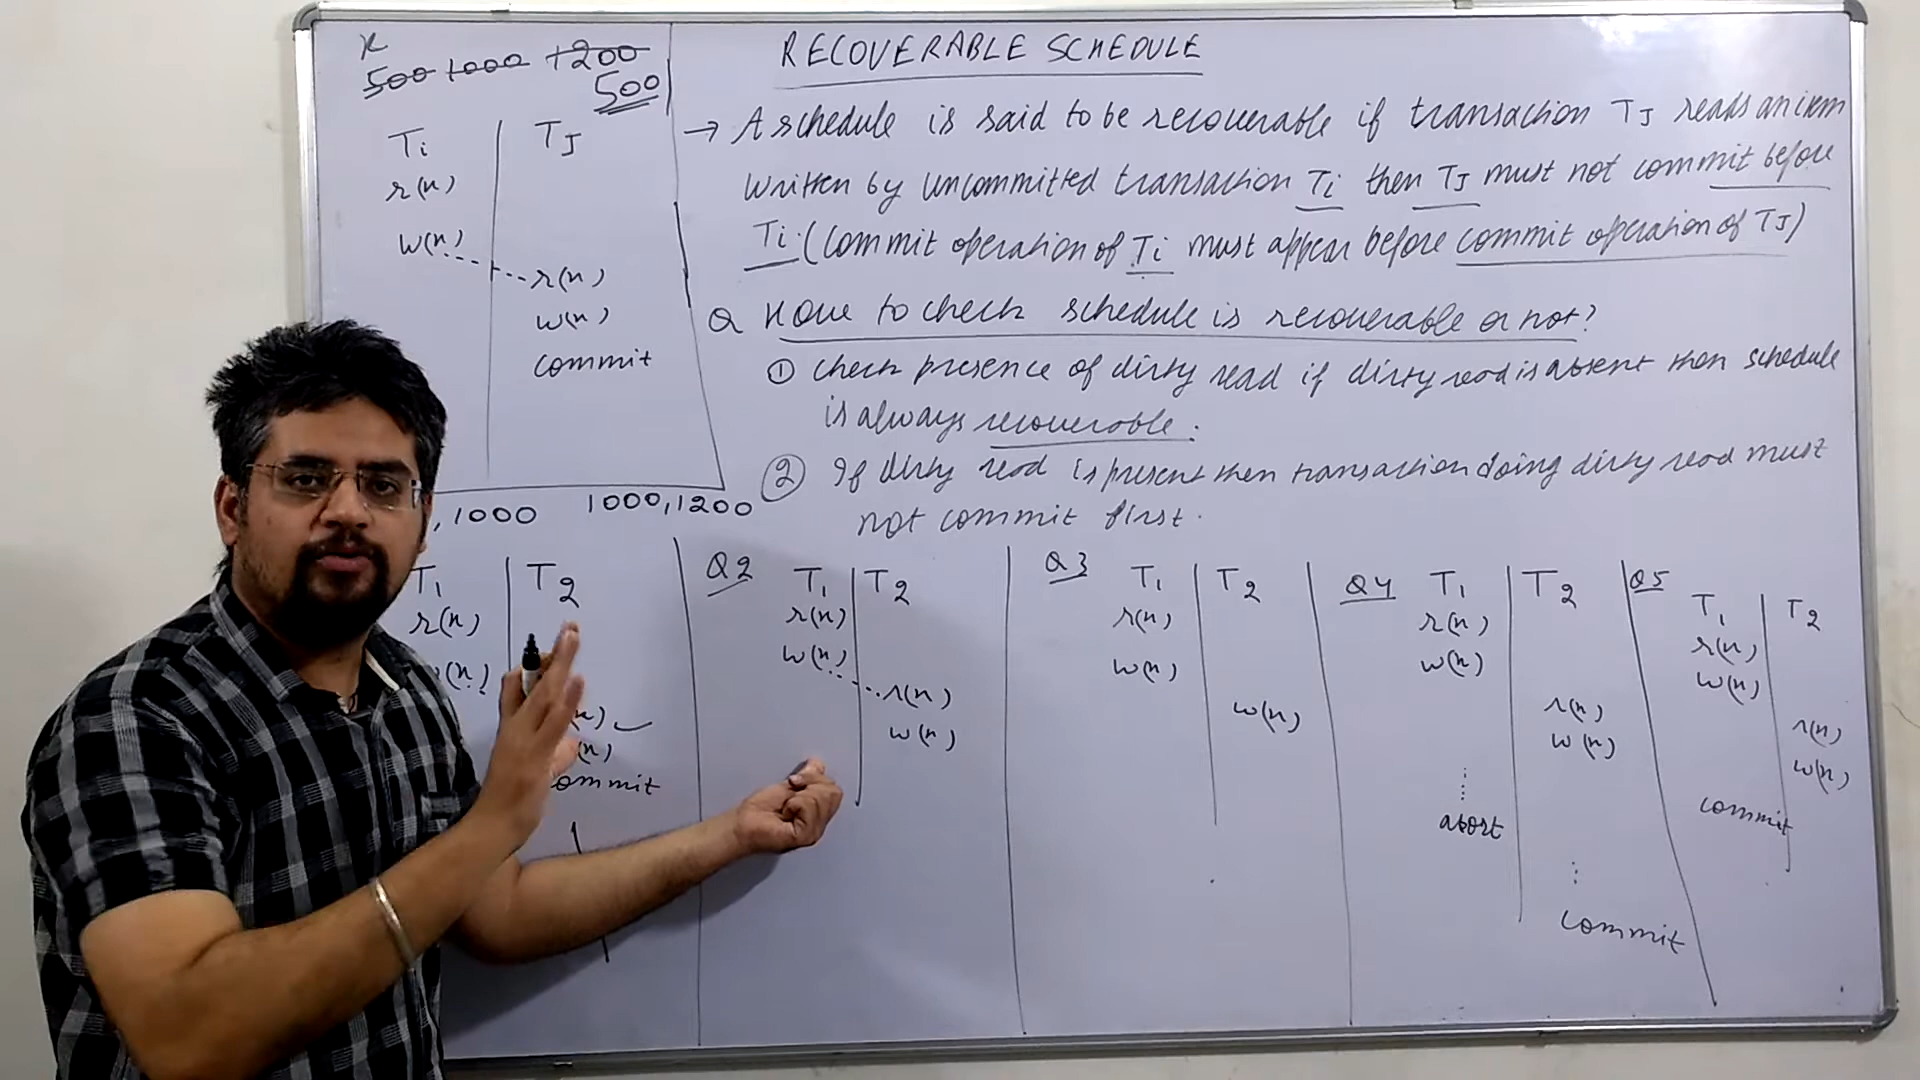 x
500 1000 1200
500
Ti TJ
r(x)
w(x)
r(x)
w(x)
commit
RECOVERABLE SCHEDULE
→ A schedule is said to be recoverable if transaction TJ reads an item
written by uncommitted transaction Ti then TJ must not commit before
Ti. (commit operation of Ti must appear before commit operation of TJ)
Q How to check schedule is recoverable or not?
① check presence of dirty read if dirty read is absent then schedule
is always recoverable.
② If dirty read is present then transaction doing dirty read must
not commit first.
, 1000 1000, 1200
T1 T2
r(x)
(x)
(x)
(x)
commit
Q2 T1 T2
r(x)
w(x)
r(x)
w(x)
Q3 T1 T2
r(x)
w(x)
w(x)
Q4 T1 T2
r(x)
w(x)
r(x)
w(x)
abort
commit
Q5 T1 T2
r(x)
w(x)
r(x)
w(x)
commit